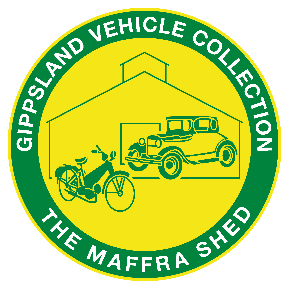 GIPPSLAND VEHICLE COLLECTION
THE MAFFRA SHED